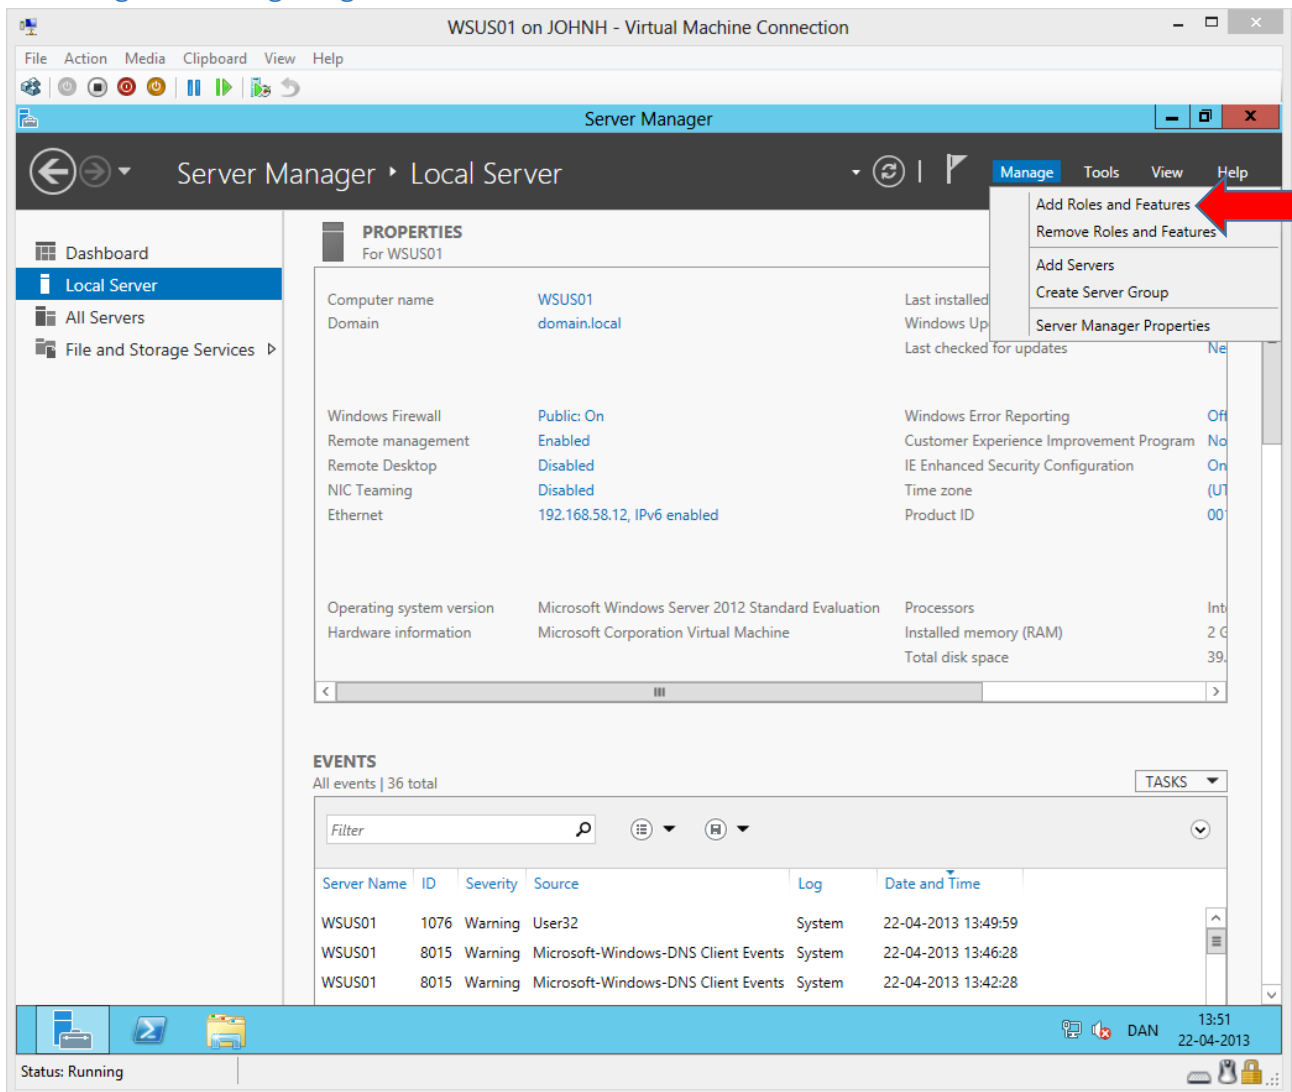 WSUS01 on JOHNH - Virtual Machine Connection
File Action Media Clipboard View Help
Server Manager
Server Manager Local Server
Manage Tools View Help
Add Roles and Features
Remove Roles and Features
Add Servers
Create Server Group
Server Manager Properties
Dashboard
Local Server
All Servers
File and Storage Services
PROPERTIES
For WSUS01
Computer name WSUS01 Last installed
Domain domain.local Windows Up
Last checked for updates Ne
Windows Firewall Public: On Windows Error Reporting Off
Remote management Enabled Customer Experience Improvement Program No
Remote Desktop Disabled IE Enhanced Security Configuration On
NIC Teaming Disabled Time zone (UT
Ethernet 192.168.58.12, IPv6 enabled Product ID 00
Operating system version Microsoft Windows Server 2012 Standard Evaluation Processors Int
Hardware information Microsoft Corporation Virtual Machine Installed memory (RAM) 2 G
Total disk space 39.
EVENTS
All events | 36 total
TASKS
Filter
Server Name ID Severity Source Log Date and Time
WSUS01 1076 Warning User32 System 22-04-2013 13:49:59
WSUS01 8015 Warning Microsoft-Windows-DNS Client Events System 22-04-2013 13:46:28
WSUS01 8015 Warning Microsoft-Windows-DNS Client Events System 22-04-2013 13:42:28
DAN
13:51
22-04-2013
Status: Running